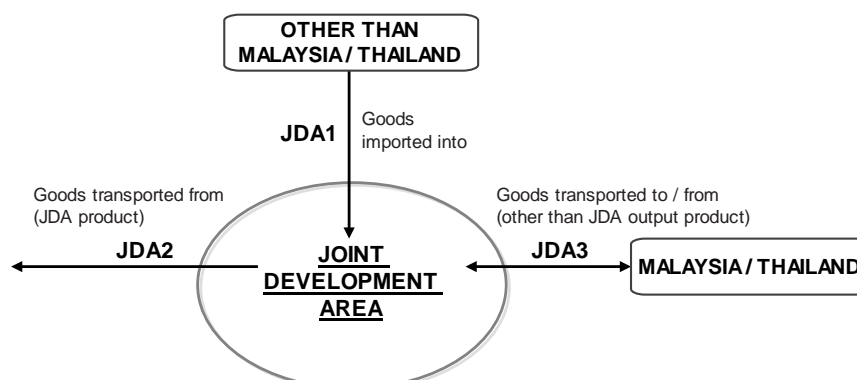 OTHER THAN
MALAYSIA / THAILAND
JDA1
Goods
imported into
Goods transported from
(JDA product)
JDA2
Goods transported to / from
(other than JDA output product)
JDA3
JOINT
DEVELOPMENT
AREA
MALAYSIA / THAILAND